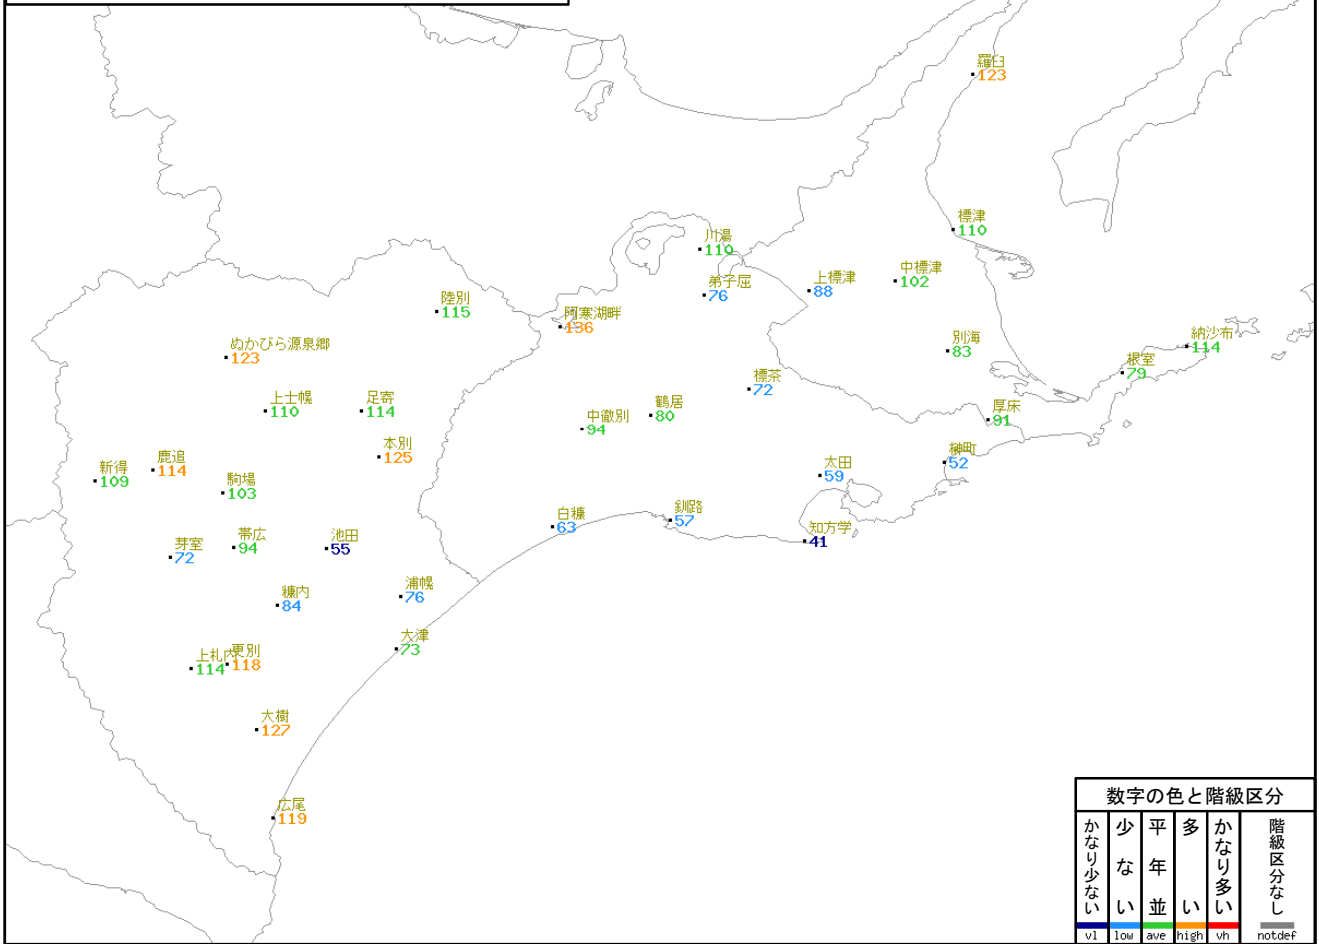 羅臼
123
標津
110
川湯
110
中標津
102
上標津
88
弟子屈
76
陸別
115
阿寒湖畔
136
納沙布
114
別海
83
ぬかびら源泉郷
123
根室
79
標茶
72
上士幌
110
足寄
114
鶴居
80
厚床
91
中徹別
94
本別
125
榊町
52
鹿追
114
太田
59
新得
109
駒場
103
白糠
63
釧路
57
知方学
41
帯広
94
池田
55
芽室
72
浦幌
76
糠内
84
大津
73
上札内
114
更別
118
大樹
127
広尾
119
数字の色と階級区分
かなり少ない
少ない
平年並
多い
かなり多い
階級区分なし
vl low ave high vh notdef